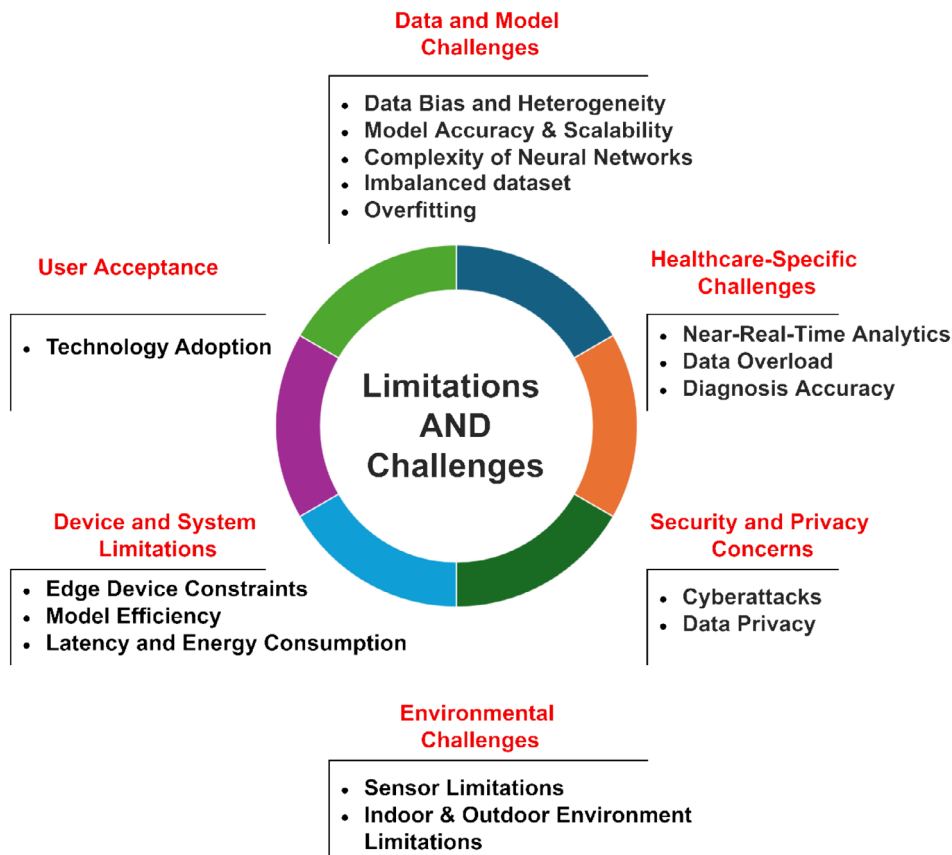 Data and Model
Challenges
• Data Bias and Heterogeneity
• Model Accuracy & Scalability
• Complexity of Neural Networks
• Imbalanced dataset
• Overfitting
User Acceptance
• Technology Adoption
Healthcare-Specific
Challenges
• Near-Real-Time Analytics
• Data Overload
• Diagnosis Accuracy
Limitations
AND
Challenges
Device and System
Limitations
• Edge Device Constraints
• Model Efficiency
• Latency and Energy Consumption
Security and Privacy
Concerns
• Cyberattacks
• Data Privacy
Environmental
Challenges
• Sensor Limitations
• Indoor & Outdoor Environment
Limitations